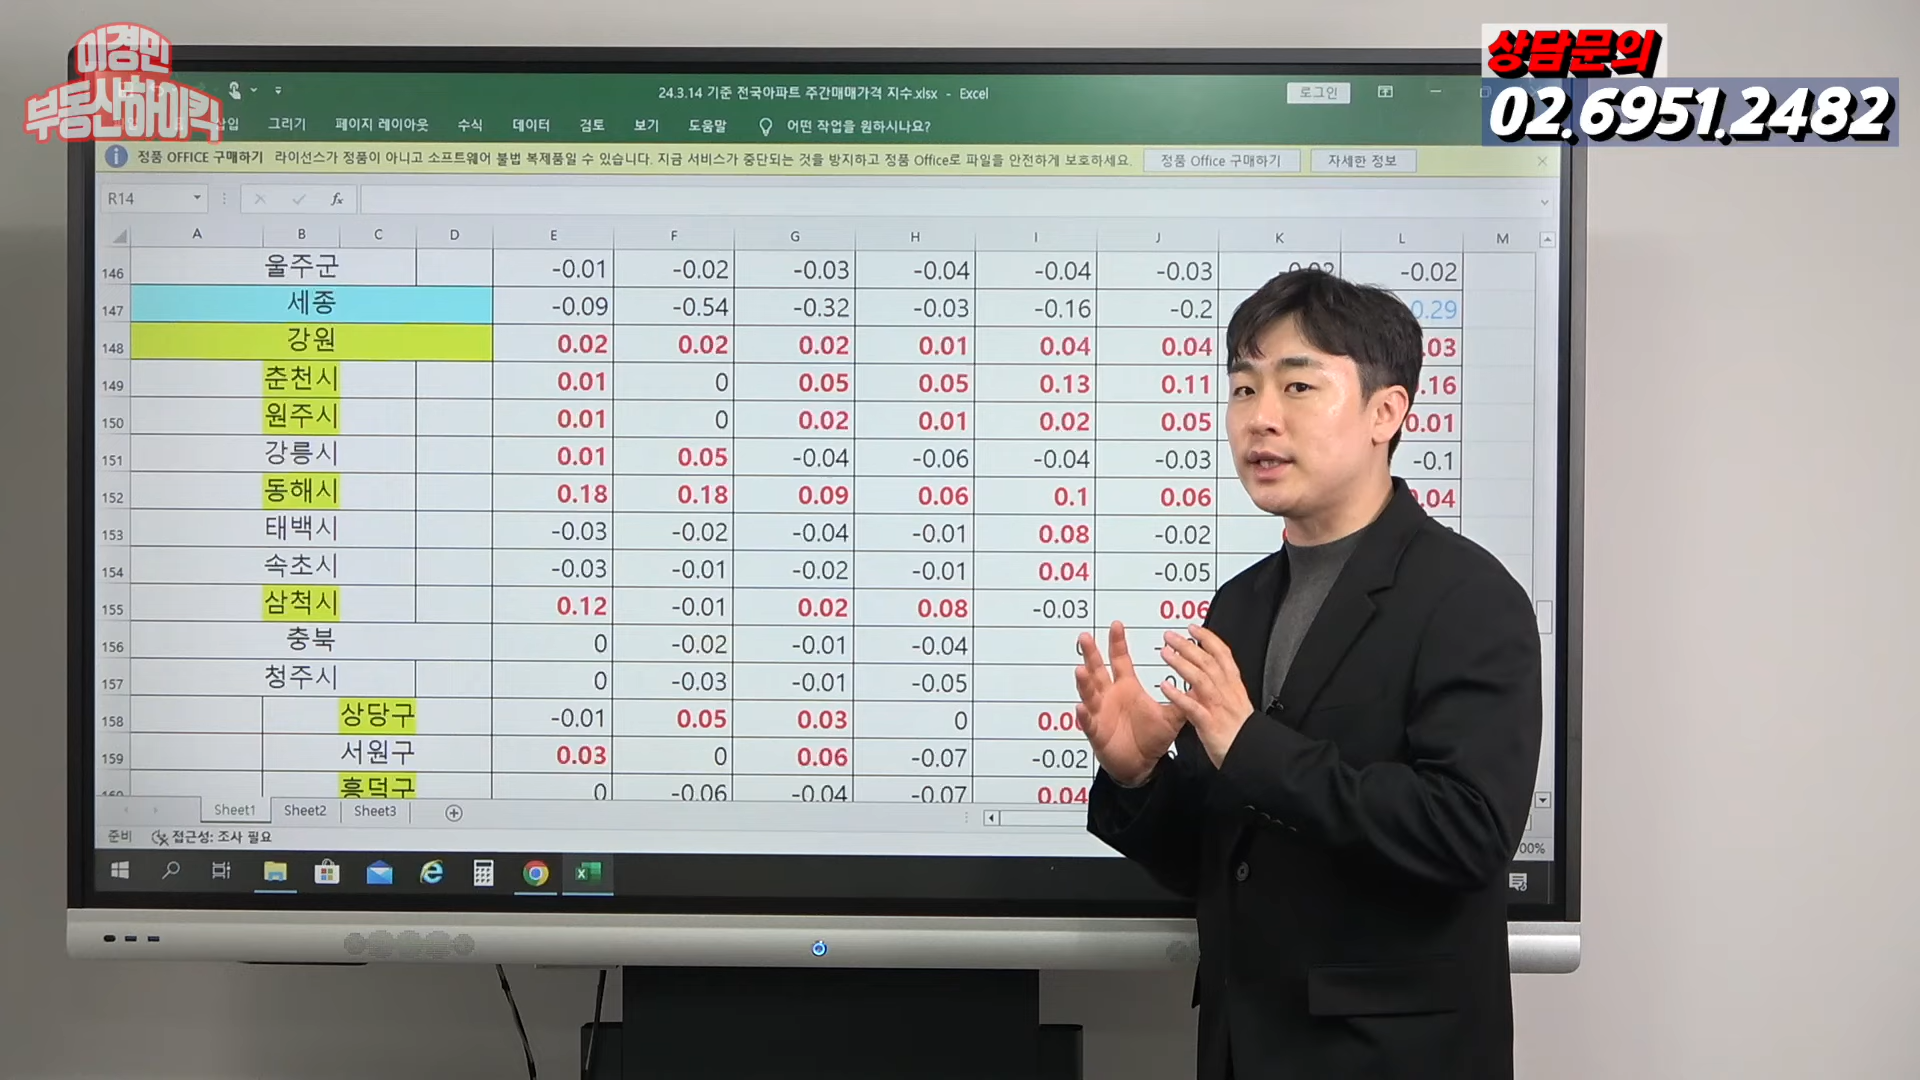 이경민
부동산하이킥
상담문의
02.6951.2482
24.3.14 기준 전국아파트 주간매매가격 지수.xlsx - Excel
로그인
삽입 그리기 페이지 레이아웃 수식 데이터 검토 보기 도움말 어떤 작업을 원하시나요?
정품 OFFICE 구매하기 라이선스가 정품이 아니고 소프트웨어 불법 복제품일 수 있습니다. 지금 서비스가 중단되는 것을 방지하고 정품 Office로 파일을 안전하게 보호하세요. 정품 Office 구매하기 자세한 정보
R14 fx
A B C D E F G H I J K L M
146 울주군 -0.01 -0.02 -0.03 -0.04 -0.04 -0.03 -0.02 -0.02
147 세종 -0.09 -0.54 -0.32 -0.03 -0.16 -0.2 0.29
148 강원 0.02 0.02 0.02 0.01 0.04 0.04 .03
149 춘천시 0.01 0 0.05 0.05 0.13 0.11 .16
150 원주시 0.01 0 0.02 0.01 0.02 0.05 0.01
151 강릉시 0.01 0.05 -0.04 -0.06 -0.04 -0.03 -0.1
152 동해시 0.18 0.18 0.09 0.06 0.1 0.06 .04
153 태백시 -0.03 -0.02 -0.04 -0.01 0.08 -0.02
154 속초시 -0.03 -0.01 -0.02 -0.01 0.04 -0.05
155 삼척시 0.12 -0.01 0.02 0.08 -0.03 0.06
156 충북 0 -0.02 -0.01 -0.04
157 청주시 0 -0.03 -0.01 -0.05
158 상당구 -0.01 0.05 0.03 0
159 서원구 0.03 0 0.06 -0.07 -0.02
160 흥덕구 0 -0.06 -0.04 -0.07 0.04
Sheet1 Sheet2 Sheet3
준비 접근성: 조사 필요
00%